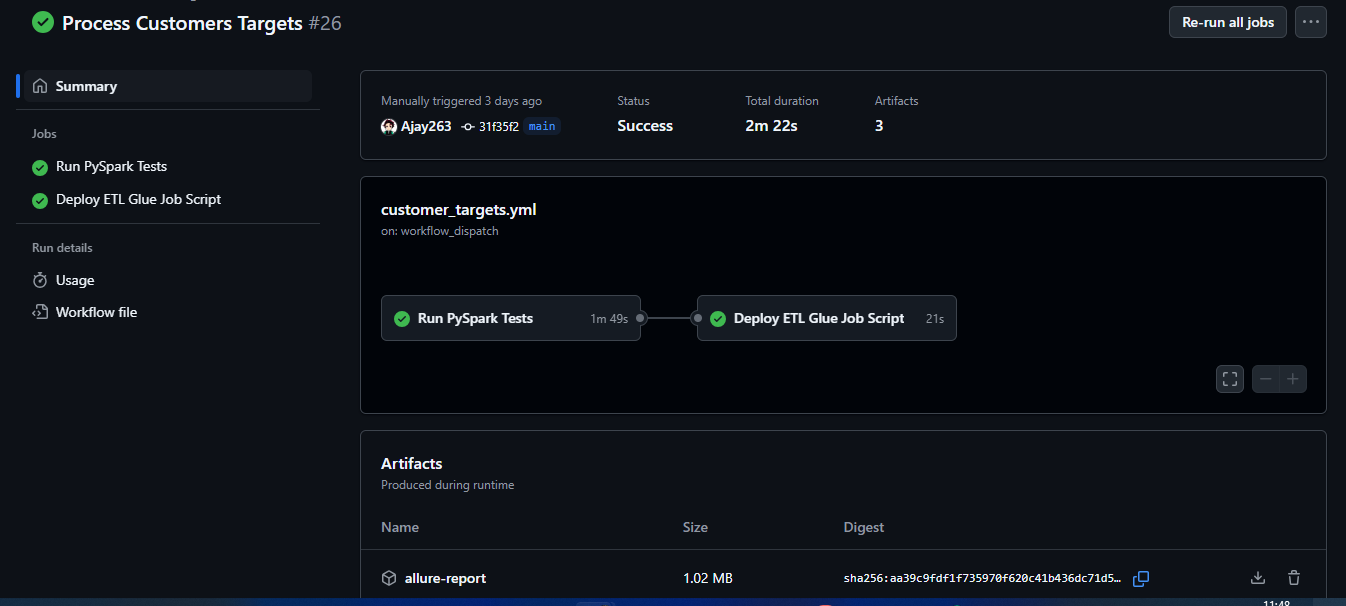 Process Customers Targets #26
Re-run all jobs
Summary
Jobs
Run PySpark Tests
Deploy ETL Glue Job Script
Run details
Usage
Workflow file
Manually triggered 3 days ago
Status
Total duration
Artifacts
Ajay263 31f35f2 main
Success
2m 22s
3
customer_targets.yml
on: workflow_dispatch
Run PySpark Tests 1m 49s
Deploy ETL Glue Job Script 21s
Artifacts
Produced during runtime
Name Size Digest
allure-report 1.02 MB sha256:aa39c9fdf1f735970f620c41b436dc71d5…
11:48